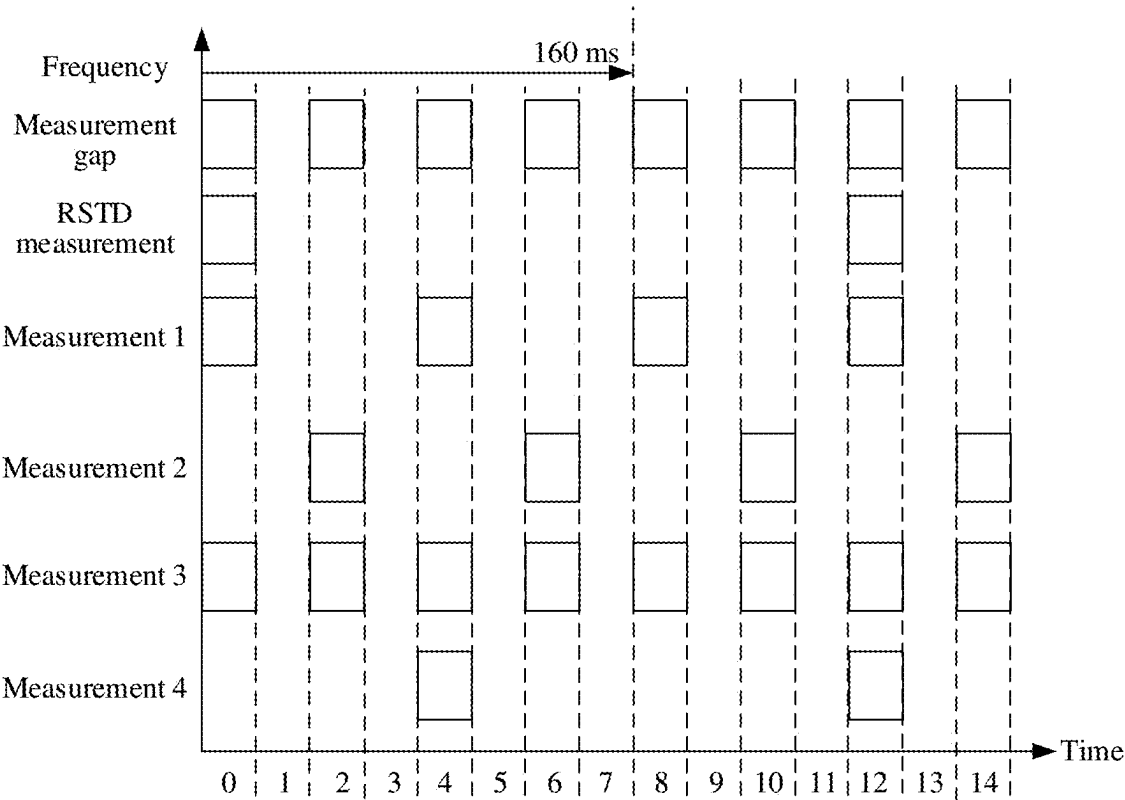 160 ms
Frequency
Measurement
gap
RSTD
measurement
Measurement 1
Measurement 2
Measurement 3
Measurement 4
Time
0 1 2 3 4 5 6 7 8 9 10 11 12 13 14